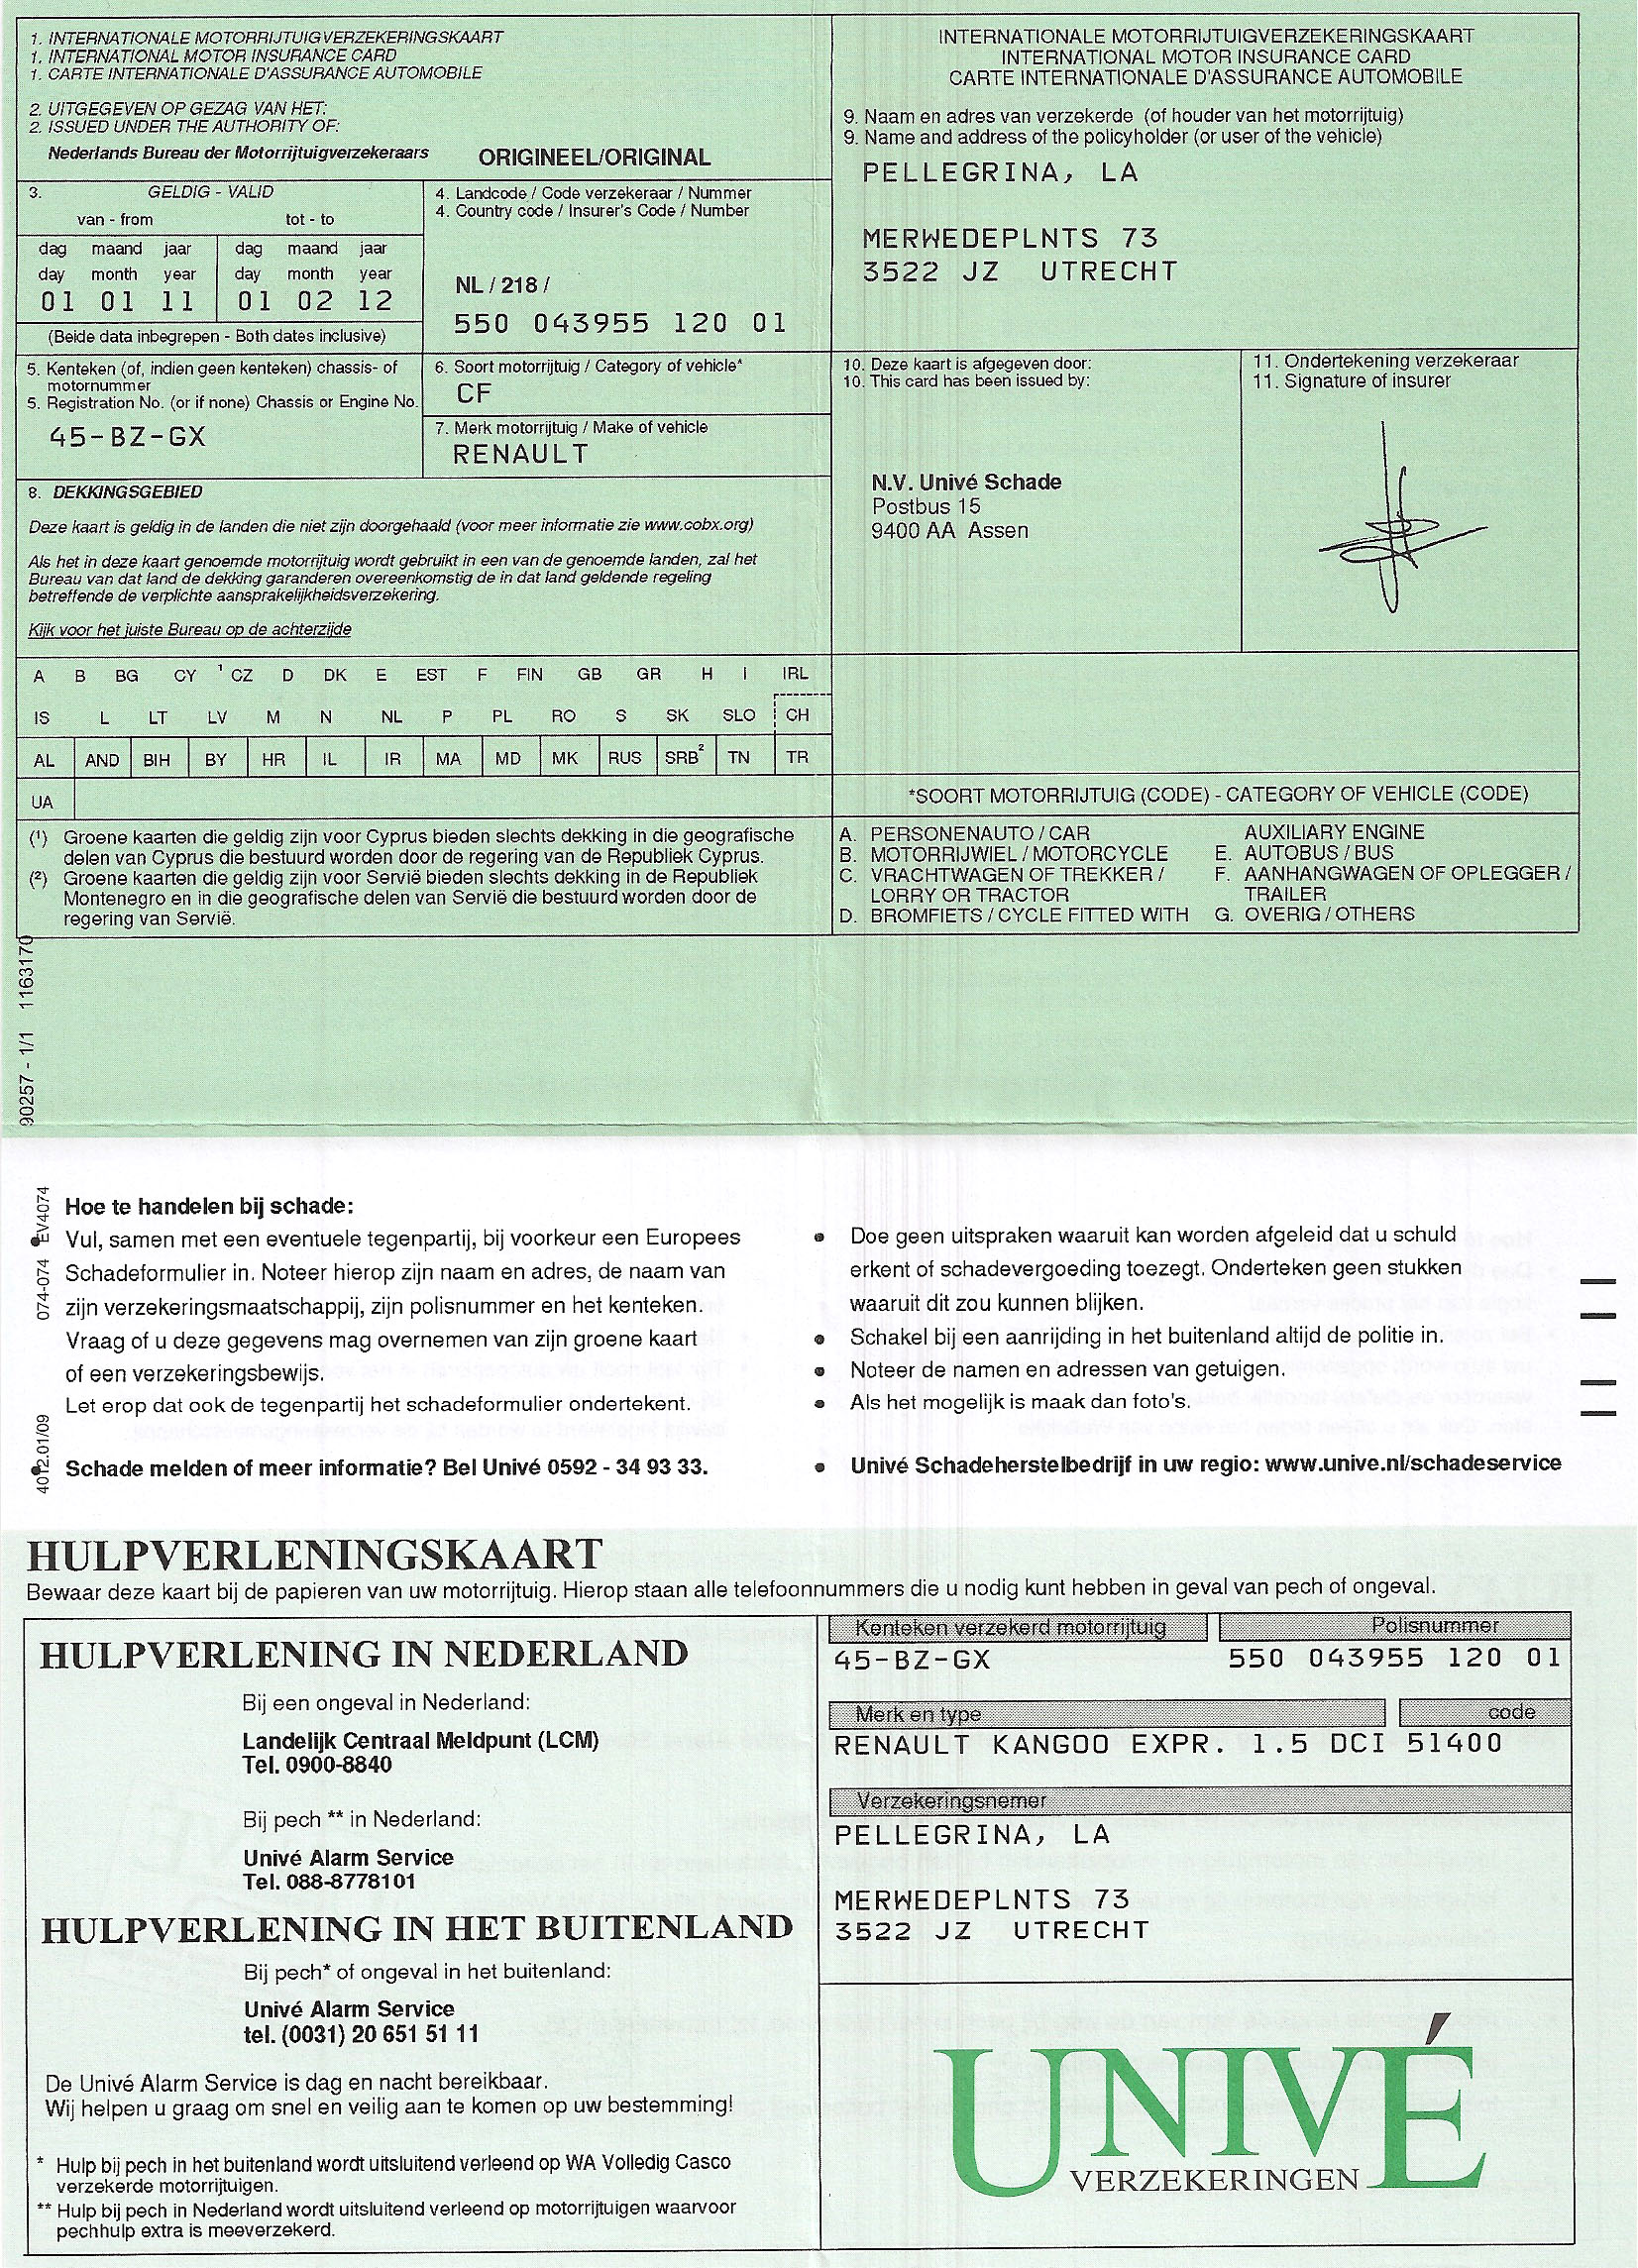 1. INTERNATIONALE MOTORRIJTUIGVERZEKERINGSKAART
1. INTERNATIONAL MOTOR INSURANCE CARD
1. CARTE INTERNATIONALE D'ASSURANCE AUTOMOBILE
2. UITGEGEVEN OP GEZAG VAN HET:
2. ISSUED UNDER THE AUTHORITY OF:
Nederlands Bureau der Motorrijtuigverzekeraars
ORIGINEEL/ORIGINAL
3. GELDIG - VALID
van - from tot - to
dag maand jaar dag maand jaar
day month year day month year
01 01 11 01 02 12
(Beide data inbegrepen - Both dates inclusive)
4. Landcode / Code verzekeraar / Nummer
4. Country code / Insurer's Code / Number
NL / 218 /
550 043955 120 01
5. Kenteken (of, indien geen kenteken) chassis- of
motornummer
5. Registration No. (or if none) Chassis or Engine No.
45-BZ-GX
6. Soort motorrijtuig / Category of vehicle*
CF
7. Merk motorrijtuig / Make of vehicle
RENAULT
8. DEKKINGSGEBIED
Deze kaart is geldig in de landen die niet zijn doorgehaald (voor meer informatie zie www.cobx.org)
Als het in deze kaart genoemde motorrijtuig wordt gebruikt in een van de genoemde landen, zal het
Bureau van dat land de dekking garanderen overeenkomstig de in dat land geldende regeling
betreffende de verplichte aansprakelijkheidsverzekering.
Kijk voor het juiste Bureau op de achterzijde
A B BG CY ¹ CZ D DK E EST F FIN GB GR H I IRL
IS L LT LV M N NL P PL RO S SK SLO CH
AL AND BIH BY HR IL IR MA MD MK RUS SRB² TN TR
UA
(¹) Groene kaarten die geldig zijn voor Cyprus bieden slechts dekking in die geografische
delen van Cyprus die bestuurd worden door de regering van de Republiek Cyprus.
(²) Groene kaarten die geldig zijn voor Servië bieden slechts dekking in de Republiek
Montenegro en in die geografische delen van Servië die bestuurd worden door de
regering van Servië.
INTERNATIONALE MOTORRIJTUIGVERZEKERINGSKAART
INTERNATIONAL MOTOR INSURANCE CARD
CARTE INTERNATIONALE D'ASSURANCE AUTOMOBILE
9. Naam en adres van verzekerde (of houder van het motorrijtuig)
9. Name and address of the policyholder (or user of the vehicle)
PELLEGRINA, LA
MERWEDEPLNTS 73
3522 JZ UTRECHT
10. Deze kaart is afgegeven door:
10. This card has been issued by:
N.V. Univé Schade
Postbus 15
9400 AA Assen
11. Ondertekening verzekeraar
11. Signature of insurer
*SOORT MOTORRIJTUIG (CODE) - CATEGORY OF VEHICLE (CODE)
A. PERSONENAUTO / CAR
B. MOTORRIJWIEL / MOTORCYCLE
C. VRACHTWAGEN OF TREKKER /
LORRY OR TRACTOR
D. BROMFIETS / CYCLE FITTED WITH
AUXILIARY ENGINE
E. AUTOBUS / BUS
F. AANHANGWAGEN OF OPLEGGER /
TRAILER
G. OVERIG / OTHERS
90257 - 1/1 1163170
4012.01/09 074-074 EV4074
Hoe te handelen bij schade:
• Vul, samen met een eventuele tegenpartij, bij voorkeur een Europees
Schadeformulier in. Noteer hierop zijn naam en adres, de naam van
zijn verzekeringsmaatschappij, zijn polisnummer en het kenteken.
Vraag of u deze gegevens mag overnemen van zijn groene kaart
of een verzekeringsbewijs.
Let erop dat ook de tegenpartij het schadeformulier ondertekent.
• Schade melden of meer informatie? Bel Univé 0592 - 34 93 33.
• Doe geen uitspraken waaruit kan worden afgeleid dat u schuld
erkent of schadevergoeding toezegt. Onderteken geen stukken
waaruit dit zou kunnen blijken.
• Schakel bij een aanrijding in het buitenland altijd de politie in.
• Noteer de namen en adressen van getuigen.
• Als het mogelijk is maak dan foto's.
• Univé Schadeherstelbedrijf in uw regio: www.unive.nl/schadeservice
HULPVERLENINGSKAART
Bewaar deze kaart bij de papieren van uw motorrijtuig. Hierop staan alle telefoonnummers die u nodig kunt hebben in geval van pech of ongeval.
HULPVERLENING IN NEDERLAND
Bij een ongeval in Nederland:
Landelijk Centraal Meldpunt (LCM)
Tel. 0900-8840
Bij pech ** in Nederland:
Univé Alarm Service
Tel. 088-8778101
HULPVERLENING IN HET BUITENLAND
Bij pech* of ongeval in het buitenland:
Univé Alarm Service
tel. (0031) 20 651 51 11
De Univé Alarm Service is dag en nacht bereikbaar.
Wij helpen u graag om snel en veilig aan te komen op uw bestemming!
* Hulp bij pech in het buitenland wordt uitsluitend verleend op WA Volledig Casco
verzekerde motorrijtuigen.
** Hulp bij pech in Nederland wordt uitsluitend verleend op motorrijtuigen waarvoor
pechhulp extra is meeverzekerd.
Kenteken verzekerd motorrijtuig Polisnummer
45-BZ-GX 550 043955 120 01
Merk en type code
RENAULT KANGOO EXPR. 1.5 DCI 51400
Verzekeringsnemer
PELLEGRINA, LA
MERWEDEPLNTS 73
3522 JZ UTRECHT
UNIVÉ
VERZEKERINGEN